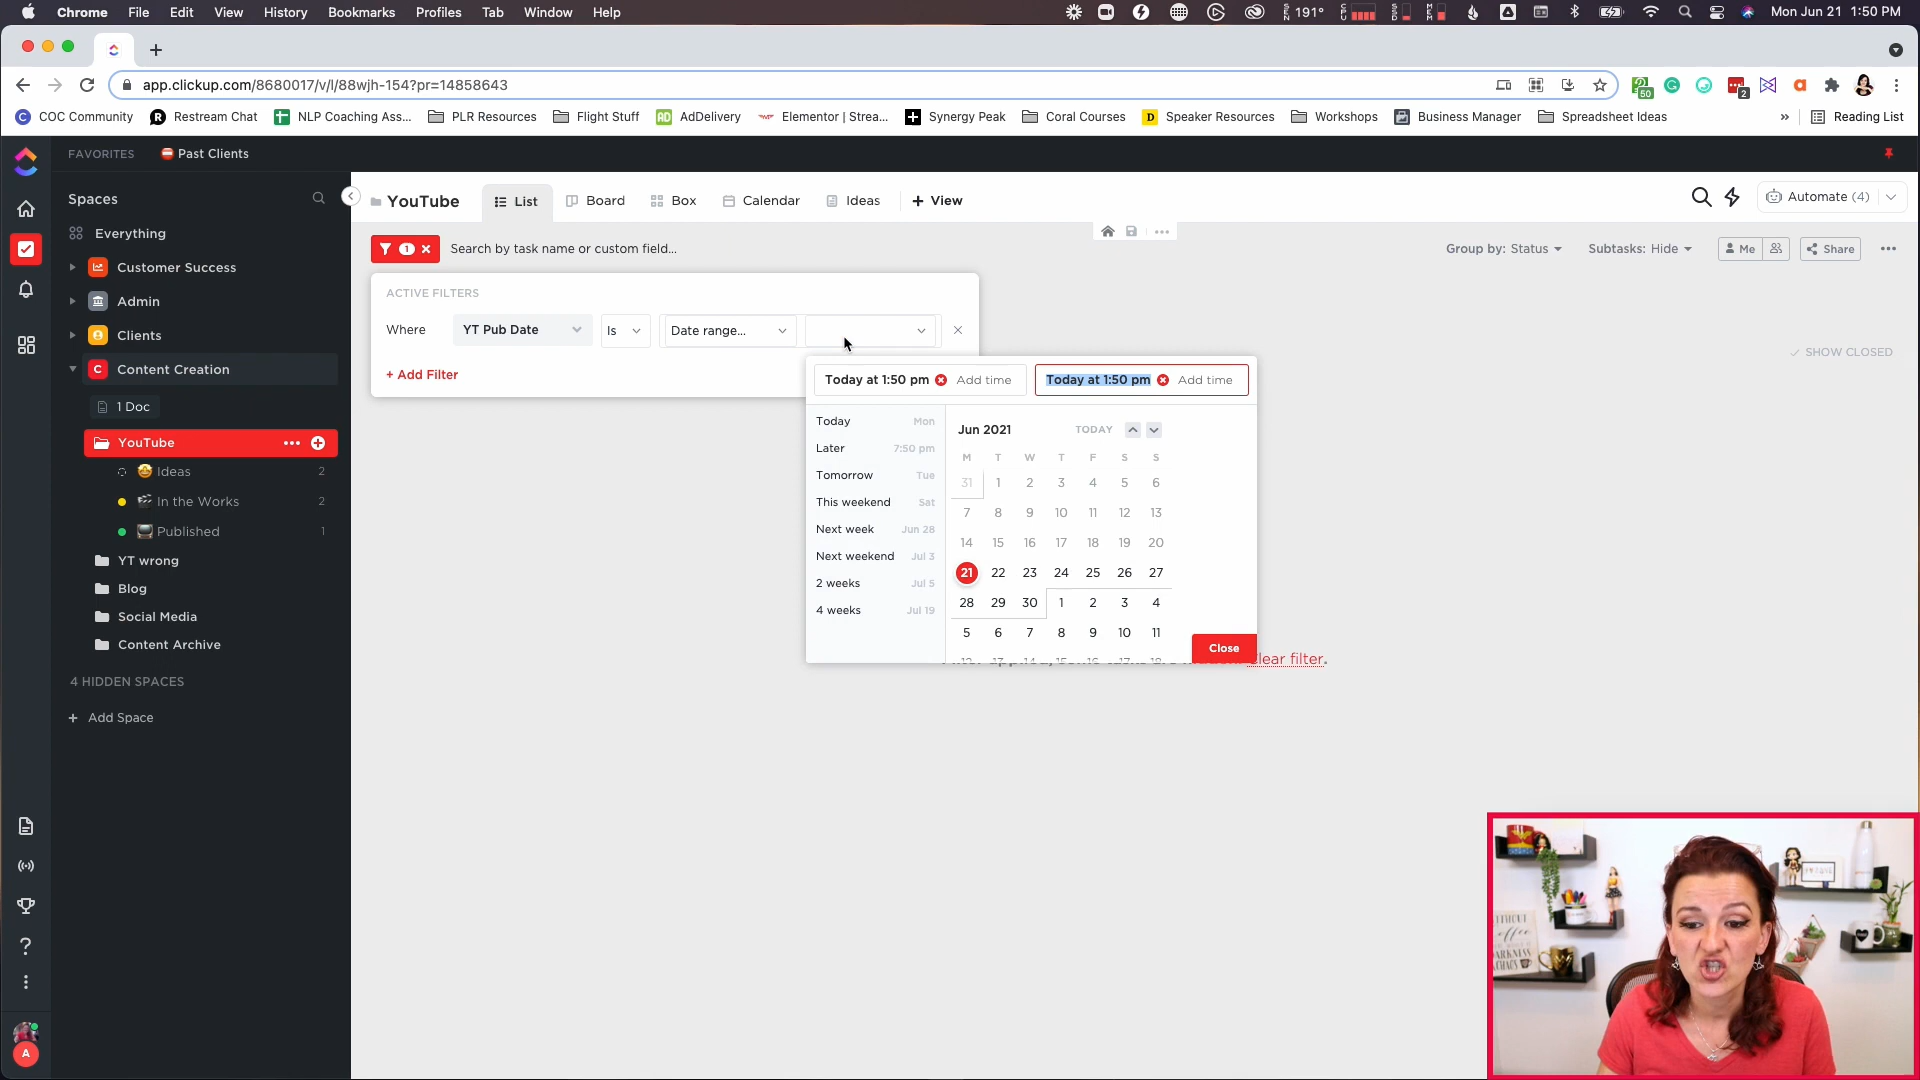 Chrome File Edit View History Bookmarks Profiles Tab Window Help 191° Mon Jun 21 1:50 PM
app.clickup.com/8680017/v/l/88wjh-154?pr=14858643
50 2
COC Community Restream Chat NLP Coaching Ass... PLR Resources Flight Stuff AdDelivery Elementor | Strea... Synergy Peak Coral Courses Speaker Resources Workshops Business Manager Spreadsheet Ideas » Reading List
FAVORITES Past Clients
Spaces
Everything
Customer Success
Admin
Clients
Content Creation
1 Doc
YouTube
Ideas 2
In the Works 2
Published 1
YT wrong
Blog
Social Media
Content Archive
4 HIDDEN SPACES
+ Add Space
A
YouTube List Board Box Calendar Ideas + View Automate (4)
1 Search by task name or custom field... Group by: Status Subtasks: Hide Me Share
ACTIVE FILTERS
Where YT Pub Date Is Date range...
+ Add Filter
SHOW CLOSED
Today at 1:50 pm Add time Today at 1:50 pm Add time
Today Mon
Later 7:50 pm
Tomorrow Tue
This weekend Sat
Next week Jun 28
Next weekend Jul 3
2 weeks Jul 5
4 weeks Jul 19
Jun 2021 TODAY
M T W T F S S
31 1 2 3 4 5 6
7 8 9 10 11 12 13
14 15 16 17 18 19 20
21 22 23 24 25 26 27
28 29 30 1 2 3 4
5 6 7 8 9 10 11
12 13 14 15 16 17 18
Close
clear filter.